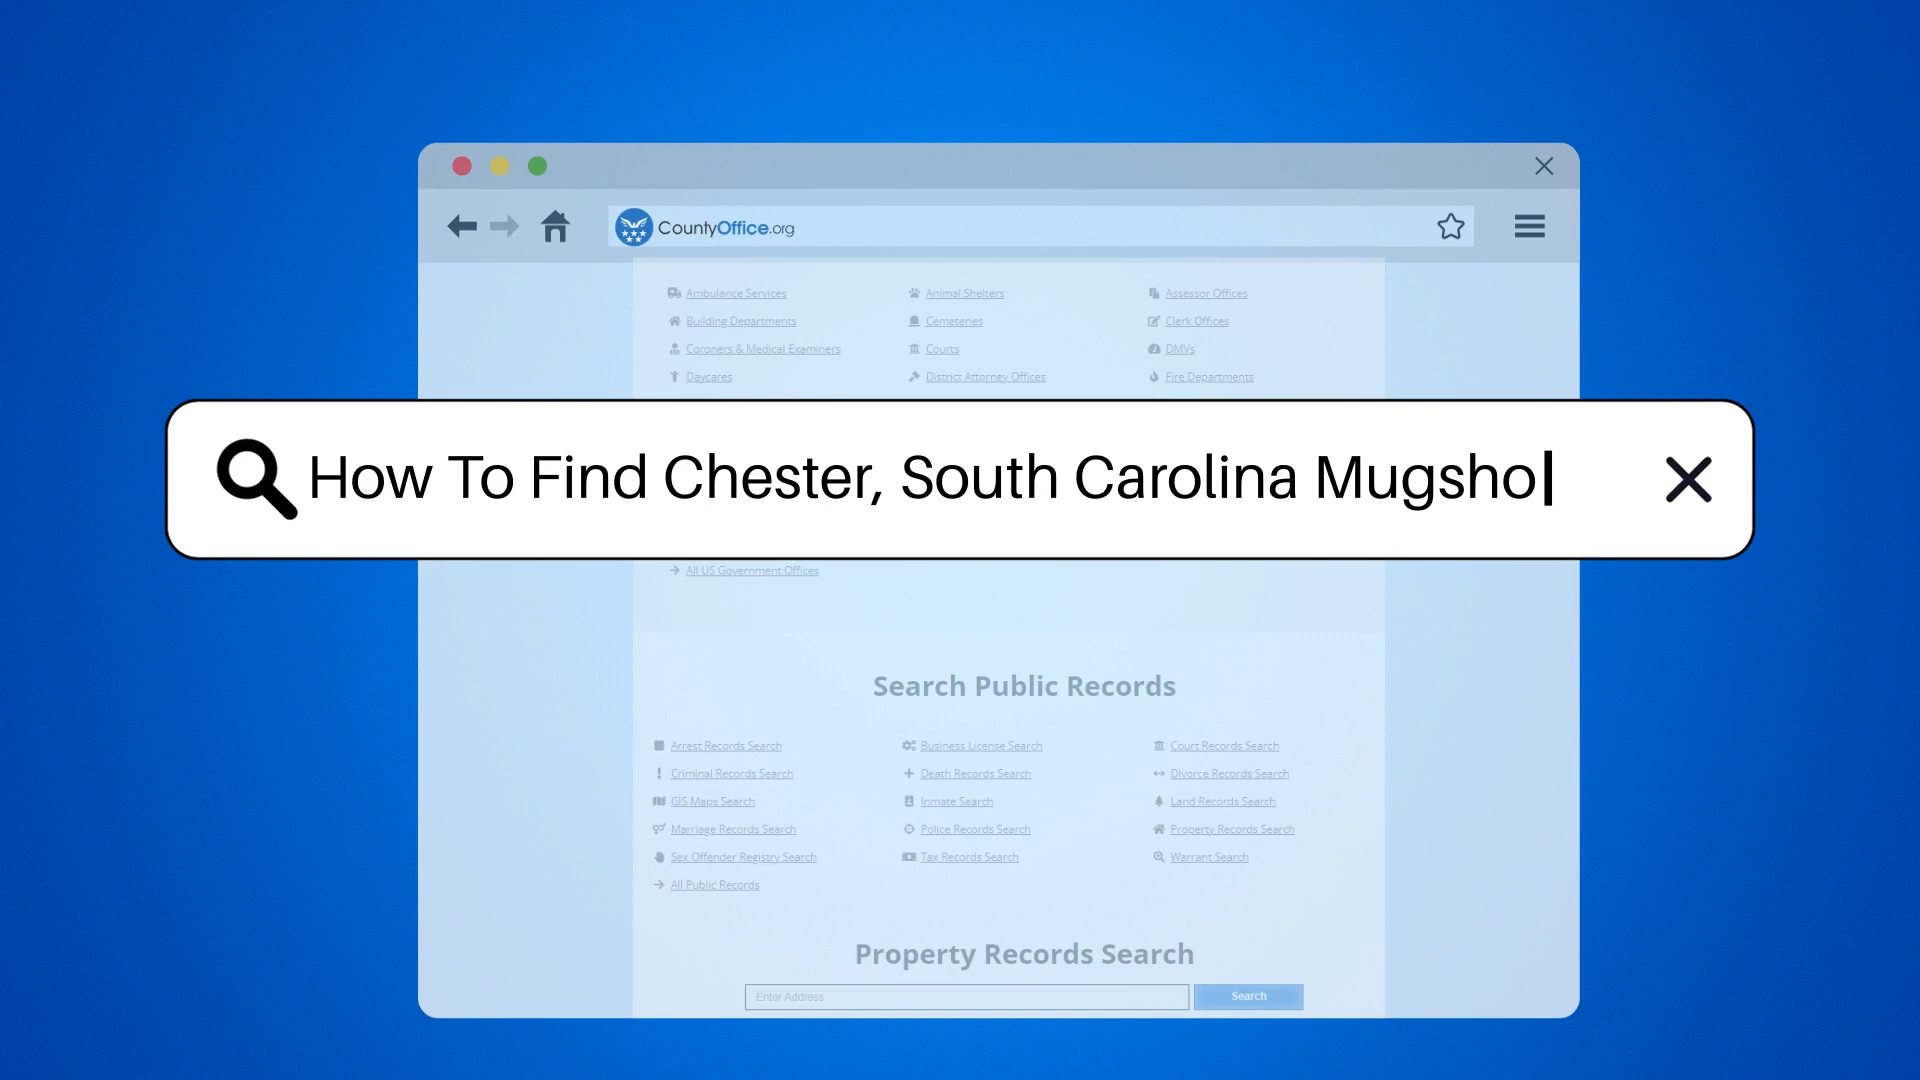 CountyOffice.org
Ambulance Services Animal Shelters Assessor Offices
Building Departments Cemeteries Clerk Offices
Coroners & Medical Examiners Courts DMVs
Daycares District Attorney Offices Fire Departments
How To Find Chester, South Carolina Mugsho
All US Government Offices
Search Public Records
Arrest Records Search Business License Search Court Records Search
Criminal Records Search Death Records Search Divorce Records Search
GIS Maps Search Inmate Search Land Records Search
Marriage Records Search Police Records Search Property Records Search
Sex Offender Registry Search Tax Records Search Warrant Search
All Public Records
Property Records Search
Enter Address Search